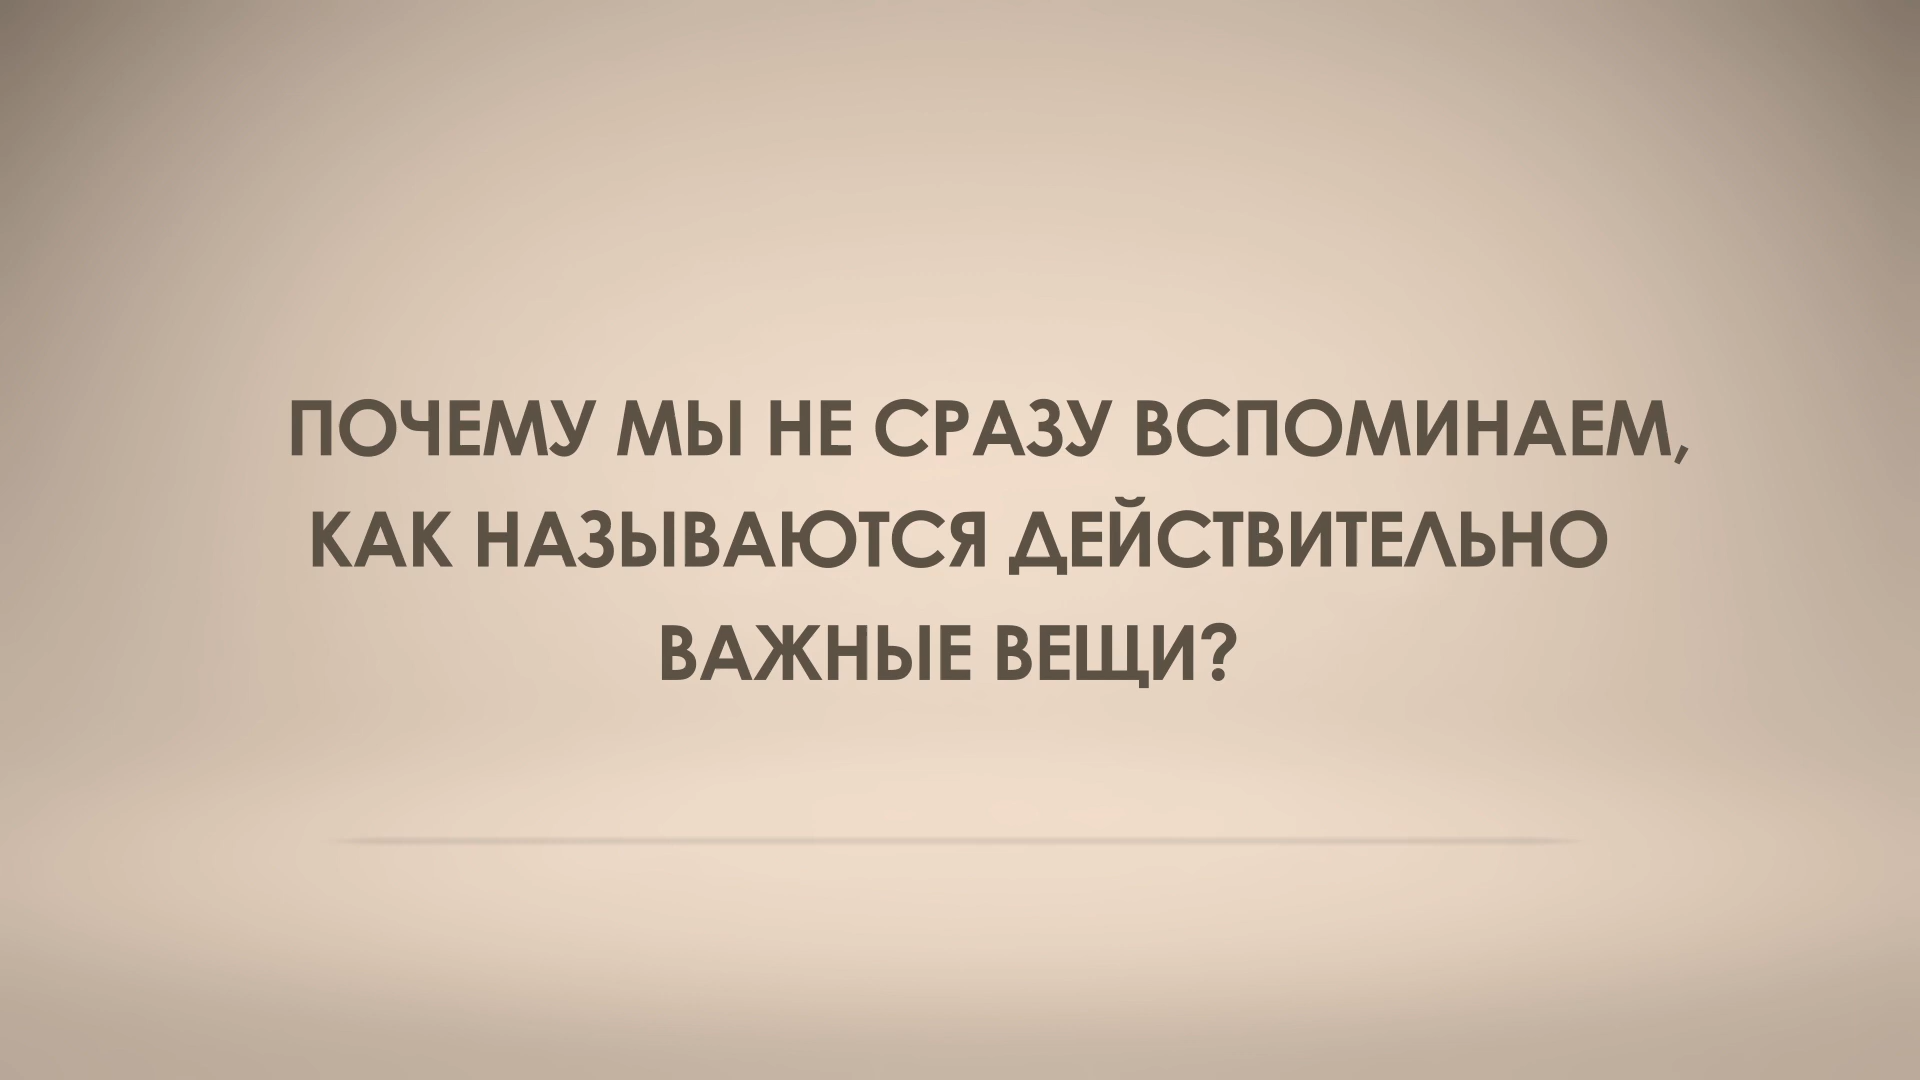 ПОЧЕМУ МЫ НЕ СРАЗУ ВСПОМИНАЕМ,
КАК НАЗЫВАЮТСЯ ДЕЙСТВИТЕЛЬНО
ВАЖНЫЕ ВЕЩИ?